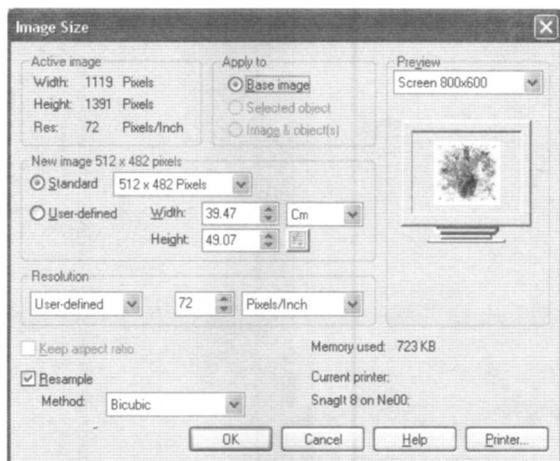 Image Size
Active image
Width: 1119 Pixels
Height: 1391 Pixels
Res: 72 Pixels/Inch
Apply to
Base image
Selected object
Image & object(s)
Preview
Screen 800x600
New image 512 x 482 pixels
Standard 512 x 482 Pixels
User-defined Width: 39.47 Cm
Height: 49.07
Resolution
User-defined 72 Pixels/Inch
Keep aspect ratio
Memory used: 723 KB
Resample
Current printer:
Method: Bicubic
SnagIt 8 on Ne00:
OK Cancel Help Printer...